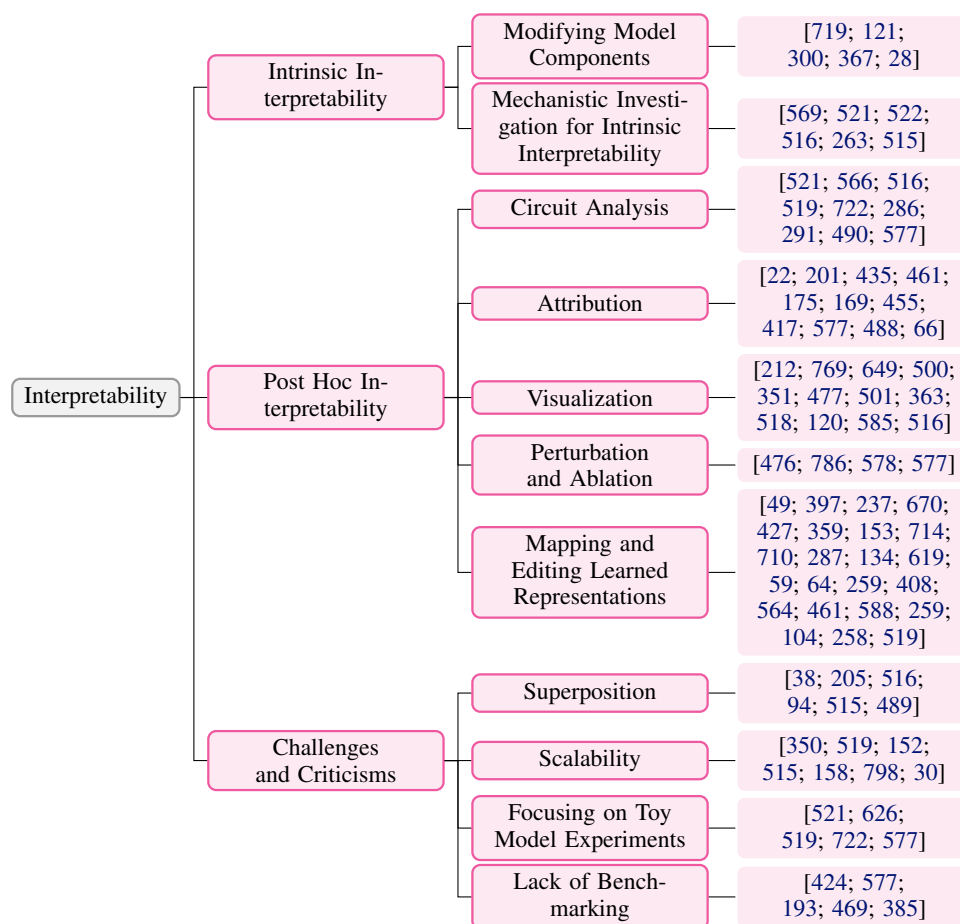 Interpretability
Intrinsic In-
terpretability
Modifying Model
Components
[719; 121;
300; 367; 28]
Mechanistic Investi-
gation for Intrinsic
Interpretability
[569; 521; 522;
516; 263; 515]
Post Hoc In-
terpretability
Circuit Analysis
[521; 566; 516;
519; 722; 286;
291; 490; 577]
Attribution
[22; 201; 435; 461;
175; 169; 455;
417; 577; 488; 66]
Visualization
[212; 769; 649; 500;
351; 477; 501; 363;
518; 120; 585; 516]
Perturbation
and Ablation
[476; 786; 578; 577]
Mapping and
Editing Learned
Representations
[49; 397; 237; 670;
427; 359; 153; 714;
710; 287; 134; 619;
59; 64; 259; 408;
564; 461; 588; 259;
104; 258; 519]
Challenges
and Criticisms
Superposition
[38; 205; 516;
94; 515; 489]
Scalability
[350; 519; 152;
515; 158; 798; 30]
Focusing on Toy
Model Experiments
[521; 626;
519; 722; 577]
Lack of Bench-
marking
[424; 577;
193; 469; 385]